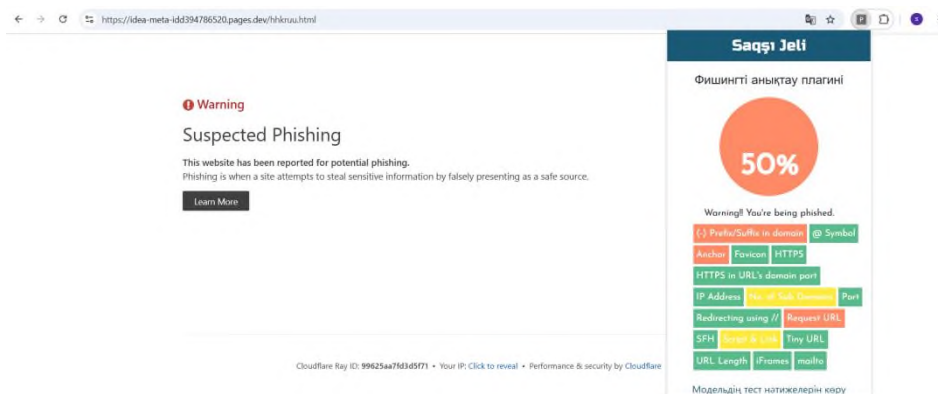 https://idea-meta-idd394786520.pages.dev/hhkruu.html
Saqşı Jeli
Фишингті анықтау плагині
Warning
Suspected Phishing
This website has been reported for potential phishing.
Phishing is when a site attempts to steal sensitive information by falsely presenting as a safe source.
Learn More
50%
Warning!! You're being phished.
(-) Prefix/Suffix in domain @ Symbol
Anchor Favicon HTTPS
HTTPS in URL's domain part
IP Address No. of Sub Domains Port
Redirecting using // Request URL
SFH Script & Link Tiny URL
URL Length iFrames mailto
Cloudflare Ray ID: 99625aa7fd3d5f71 • Your IP: Click to reveal • Performance & security by Cloudflare
Модельдің тест нәтижелерін көру